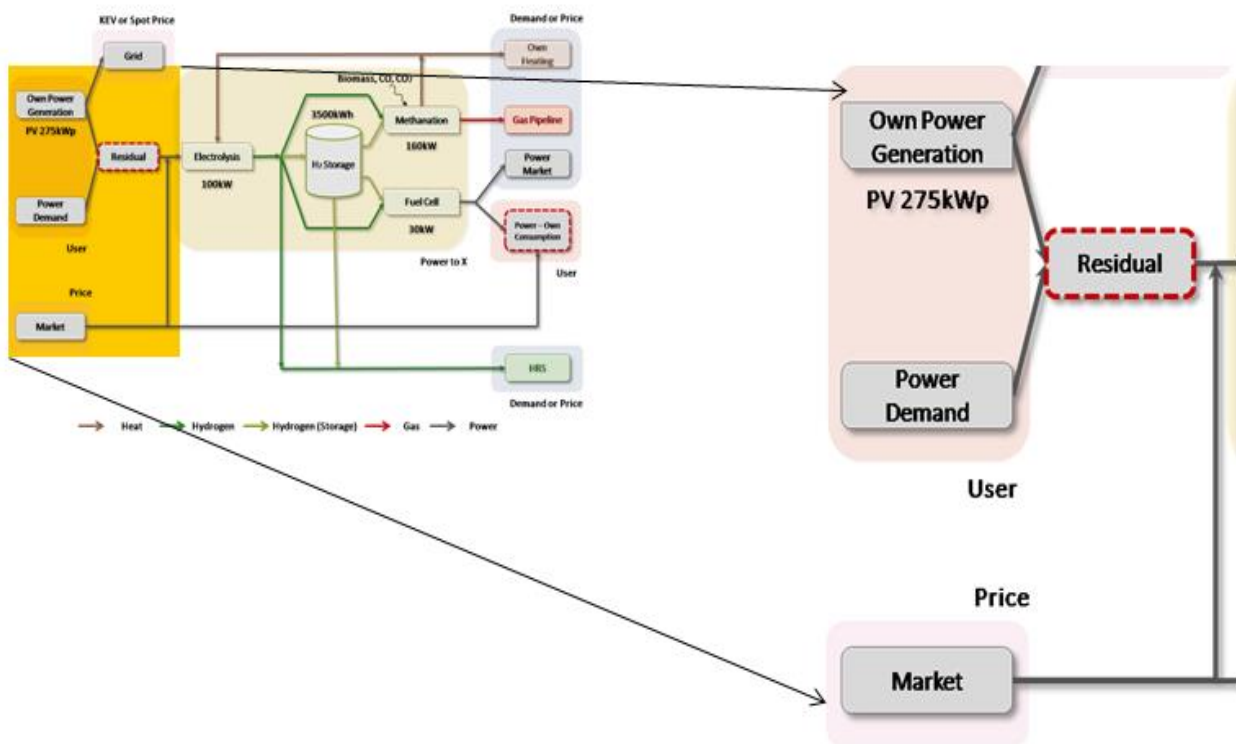 KEV or Spot Price
Grid
Own Power
Generation
PV 275kWp
Residual
Power
Demand
User
Price
Market
Electrolysis
100kW
Biomass, CO, CO2
3500kWh
H2 Storage
Methanation
160kW
Fuel Cell
30kW
Power to X
Demand or Price
Own
Heating
Gas Pipeline
Power
Market
Power – Own
Consumption
User
HRS
Demand or Price
Heat
Hydrogen
Hydrogen (Storage)
Gas
Power
Own Power
Generation
PV 275kWp
Residual
Power
Demand
User
Price
Market